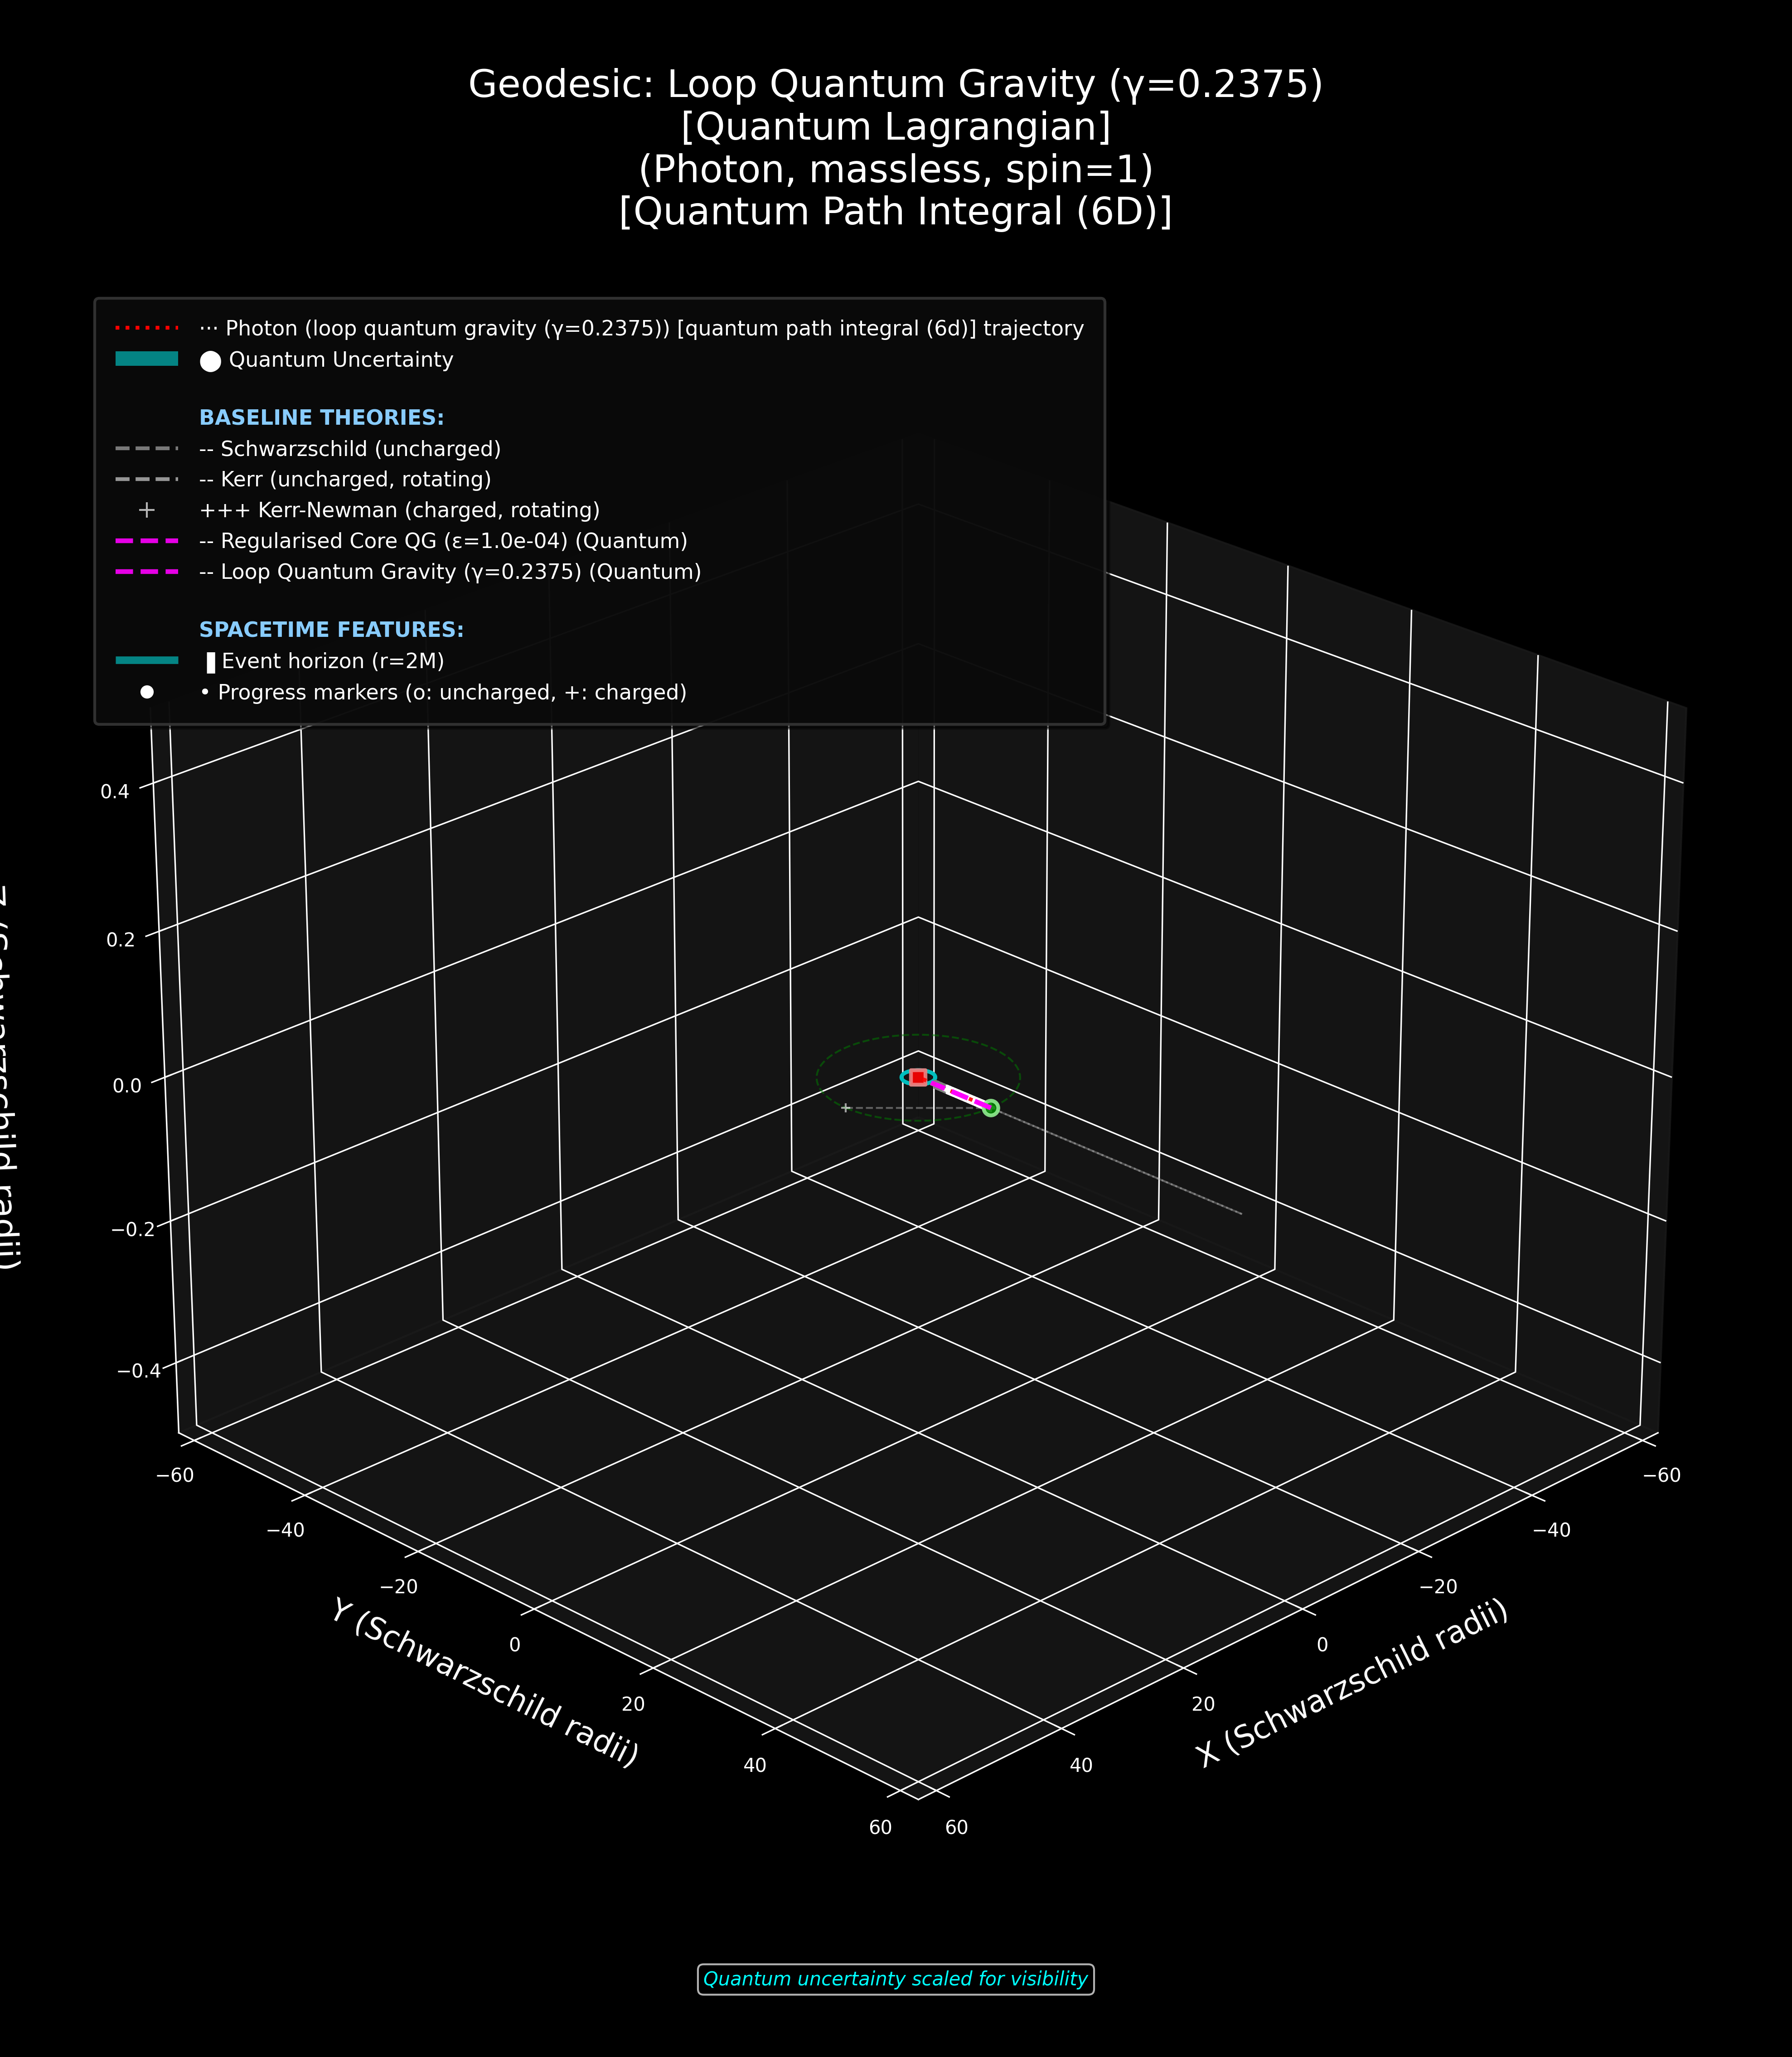 Geodesic: Loop Quantum Gravity (γ=0.2375)
[Quantum Lagrangian]
(Photon, massless, spin=1)
[Quantum Path Integral (6D)]
··· Photon (loop quantum gravity (γ=0.2375)) [quantum path integral (6d)] trajectory
● Quantum Uncertainty
BASELINE THEORIES:
-- Schwarzschild (uncharged)
-- Kerr (uncharged, rotating)
+++ Kerr-Newman (charged, rotating)
-- Regularised Core QG (ε=1.0e-04) (Quantum)
-- Loop Quantum Gravity (γ=0.2375) (Quantum)
SPACETIME FEATURES:
▐ Event horizon (r=2M)
• Progress markers (o: uncharged, +: charged)
0.4
0.2
0.0
−0.2
−0.4
Z (Schwarzschild radii)
−60
−40
−20
0
20
40
60
Y (Schwarzschild radii)
−60
−40
−20
0
20
40
60
X (Schwarzschild radii)
Quantum uncertainty scaled for visibility